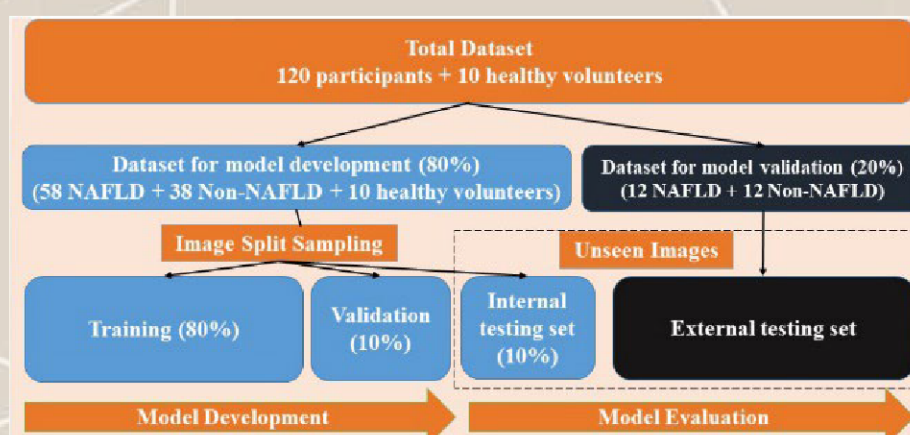 Total Dataset
120 participants + 10 healthy volunteers
Dataset for model development (80%)
(58 NAFLD + 38 Non-NAFLD + 10 healthy volunteers)
Dataset for model validation (20%)
(12 NAFLD + 12 Non-NAFLD)
Image Split Sampling
Unseen Images
Training (80%)
Validation
(10%)
Internal
testing set
(10%)
External testing set
Model Development
Model Evaluation